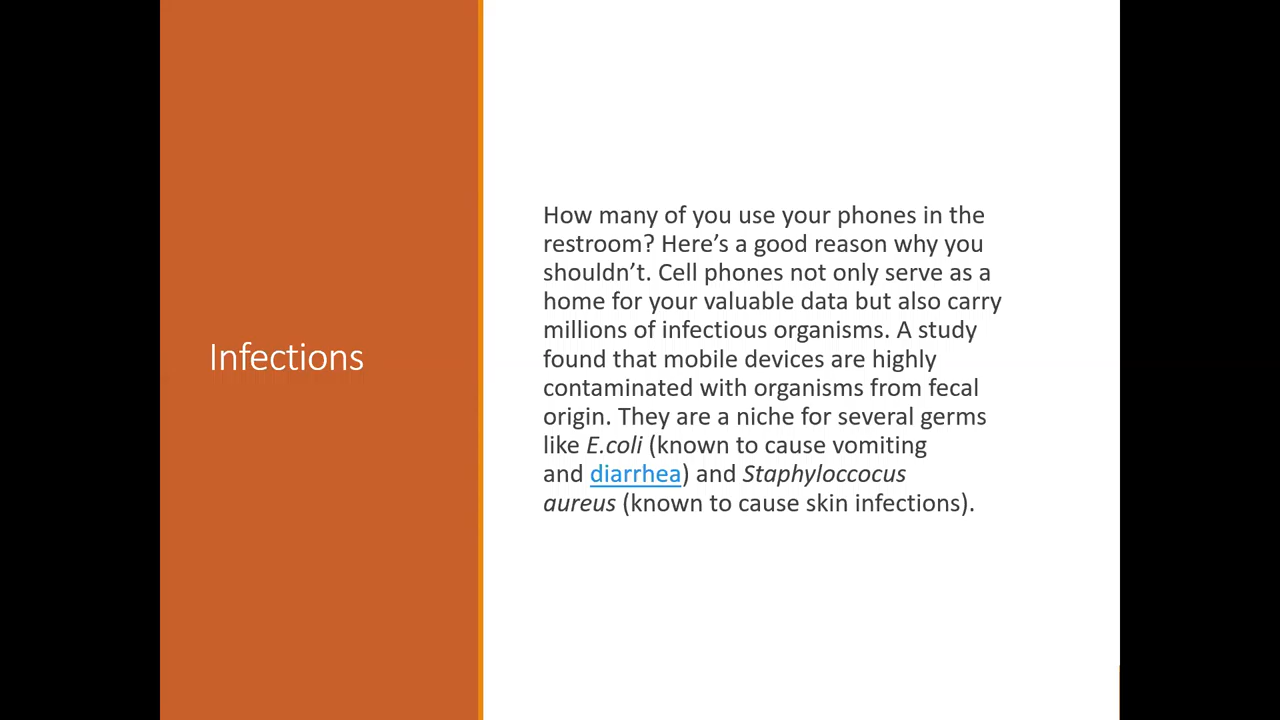 Infections
How many of you use your phones in the
restroom? Here’s a good reason why you
shouldn’t. Cell phones not only serve as a
home for your valuable data but also carry
millions of infectious organisms. A study
found that mobile devices are highly
contaminated with organisms from fecal
origin. They are a niche for several germs
like E.coli (known to cause vomiting
and diarrhea) and Staphyloccocus
aureus (known to cause skin infections).